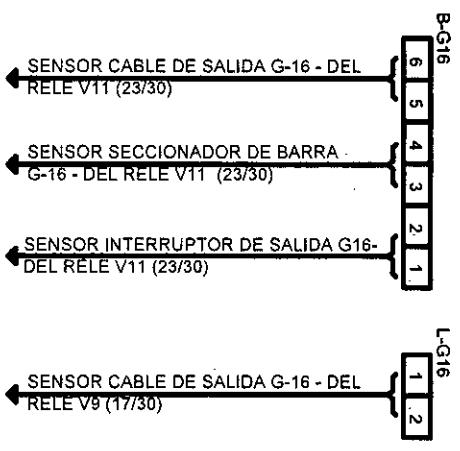 B-G16
6
SENSOR CABLE DE SALIDA G-16 - DEL
RELE V11 (23/30)
5
4
SENSOR SECCIONADOR DE BARRA
G-16 - DEL RELE V11 (23/30)
3
2
SENSOR INTERRUPTOR DE SALIDA G16-
DEL RELE V11 (23/30)
1
L-G16
1
SENSOR CABLE DE SALIDA G-16 - DEL
RELE V9 (17/30)
2